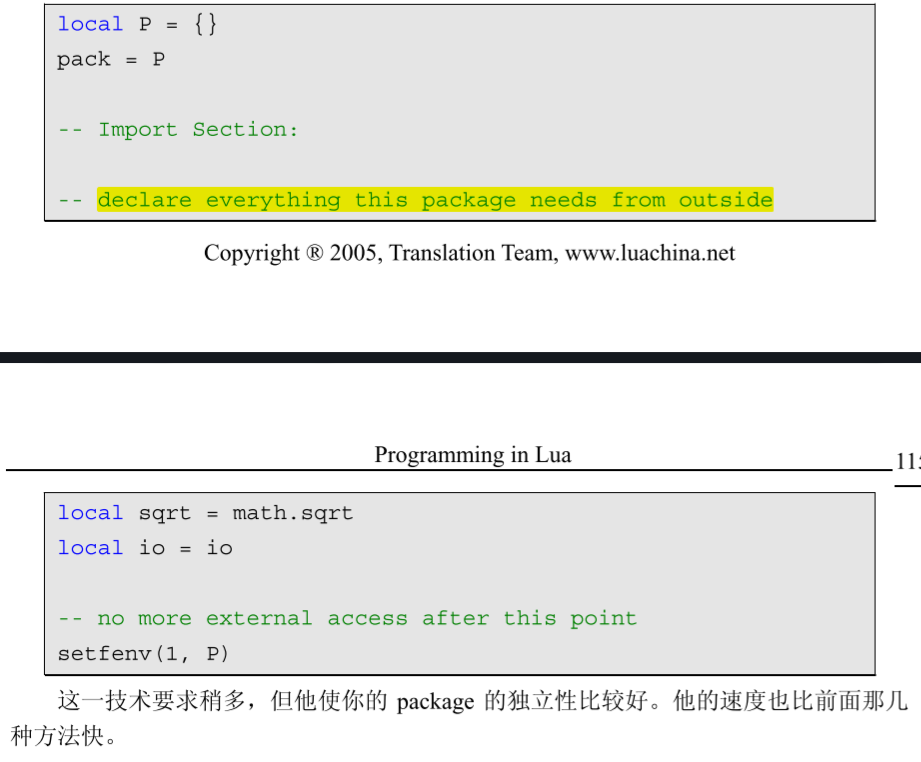 local P = {}
pack = P
-- Import Section:
-- declare everything this package needs from outside
Copyright ® 2005, Translation Team, www.luachina.net
Programming in Lua
local sqrt = math.sqrt
local io = io
-- no more external access after this point
setfenv(1, P)
这一技术要求稍多，但他使你的 package 的独立性比较好。他的速度也比前面那几
种方法快。